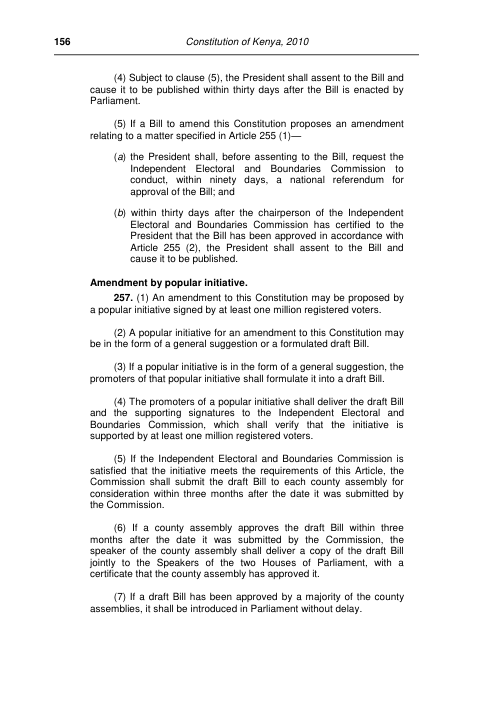 156 Constitution of Kenya, 2010
(4) Subject to clause (5), the President shall assent to the Bill and
cause it to be published within thirty days after the Bill is enacted by
Parliament.
(5) If a Bill to amend this Constitution proposes an amendment
relating to a matter specified in Article 255 (1)—
(a) the President shall, before assenting to the Bill, request the
Independent Electoral and Boundaries Commission to
conduct, within ninety days, a national referendum for
approval of the Bill; and
(b) within thirty days after the chairperson of the Independent
Electoral and Boundaries Commission has certified to the
President that the Bill has been approved in accordance with
Article 255 (2), the President shall assent to the Bill and
cause it to be published.
Amendment by popular initiative.
257. (1) An amendment to this Constitution may be proposed by
a popular initiative signed by at least one million registered voters.
(2) A popular initiative for an amendment to this Constitution may
be in the form of a general suggestion or a formulated draft Bill.
(3) If a popular initiative is in the form of a general suggestion, the
promoters of that popular initiative shall formulate it into a draft Bill.
(4) The promoters of a popular initiative shall deliver the draft Bill
and the supporting signatures to the Independent Electoral and
Boundaries Commission, which shall verify that the initiative is
supported by at least one million registered voters.
(5) If the Independent Electoral and Boundaries Commission is
satisfied that the initiative meets the requirements of this Article, the
Commission shall submit the draft Bill to each county assembly for
consideration within three months after the date it was submitted by
the Commission.
(6) If a county assembly approves the draft Bill within three
months after the date it was submitted by the Commission, the
speaker of the county assembly shall deliver a copy of the draft Bill
jointly to the Speakers of the two Houses of Parliament, with a
certificate that the county assembly has approved it.
(7) If a draft Bill has been approved by a majority of the county
assemblies, it shall be introduced in Parliament without delay.